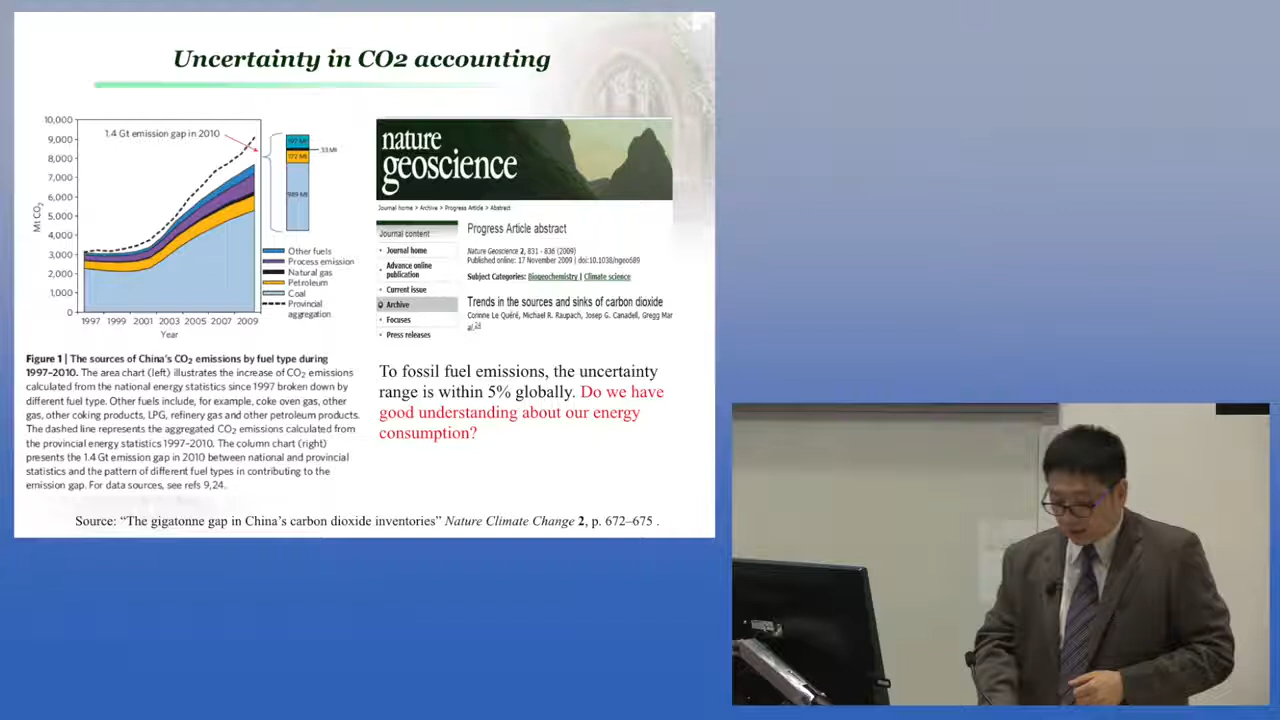 Uncertainty in CO2 accounting
10,000
9,000
8,000
7,000
6,000
5,000
4,000
3,000
2,000
1,000
0
Mt CO2
1.4 Gt emission gap in 2010
33 Mt
172 Mt
989 Mt
Other fuels
Process emission
Natural gas
Petroleum
Coal
Provincial
aggregation
1997 1999 2001 2003 2005 2007 2009
Year
Figure 1 | The sources of China's CO2 emissions by fuel type during
1997–2010. The area chart (left) illustrates the increase of CO2 emissions
calculated from the national energy statistics since 1997 broken down by
different fuel type. Other fuels include, for example, coke oven gas, other
gas, other coking products, LPG, refinery gas and other petroleum products.
The dashed line represents the aggregated CO2 emissions calculated from
the provincial energy statistics 1997–2010. The column chart (right)
presents the 1.4 Gt emission gap in 2010 between national and provincial
statistics and the pattern of different fuel types in contributing to the
emission gap. For data sources, see refs 9,24.
nature
geoscience
Journal home > Archive > Progress Article > Abstract
Journal content
Journal home
Advance online
publication
Current issue
Archive
Focuses
Press releases
Progress Article abstract
Nature Geoscience 2, 831 - 836 (2009)
Published online: 17 November 2009 | doi:10.1038/ngeo689
Subject Categories: Biogeochemistry | Climate science
Trends in the sources and sinks of carbon dioxide
Corinne Le Quéré, Michael R. Raupach, Josep G. Canadell, Gregg Mar
al.24
To fossil fuel emissions, the uncertainty
range is within 5% globally. Do we have
good understanding about our energy
consumption?
Source: “The gigatonne gap in China’s carbon dioxide inventories” Nature Climate Change 2, p. 672–675 .